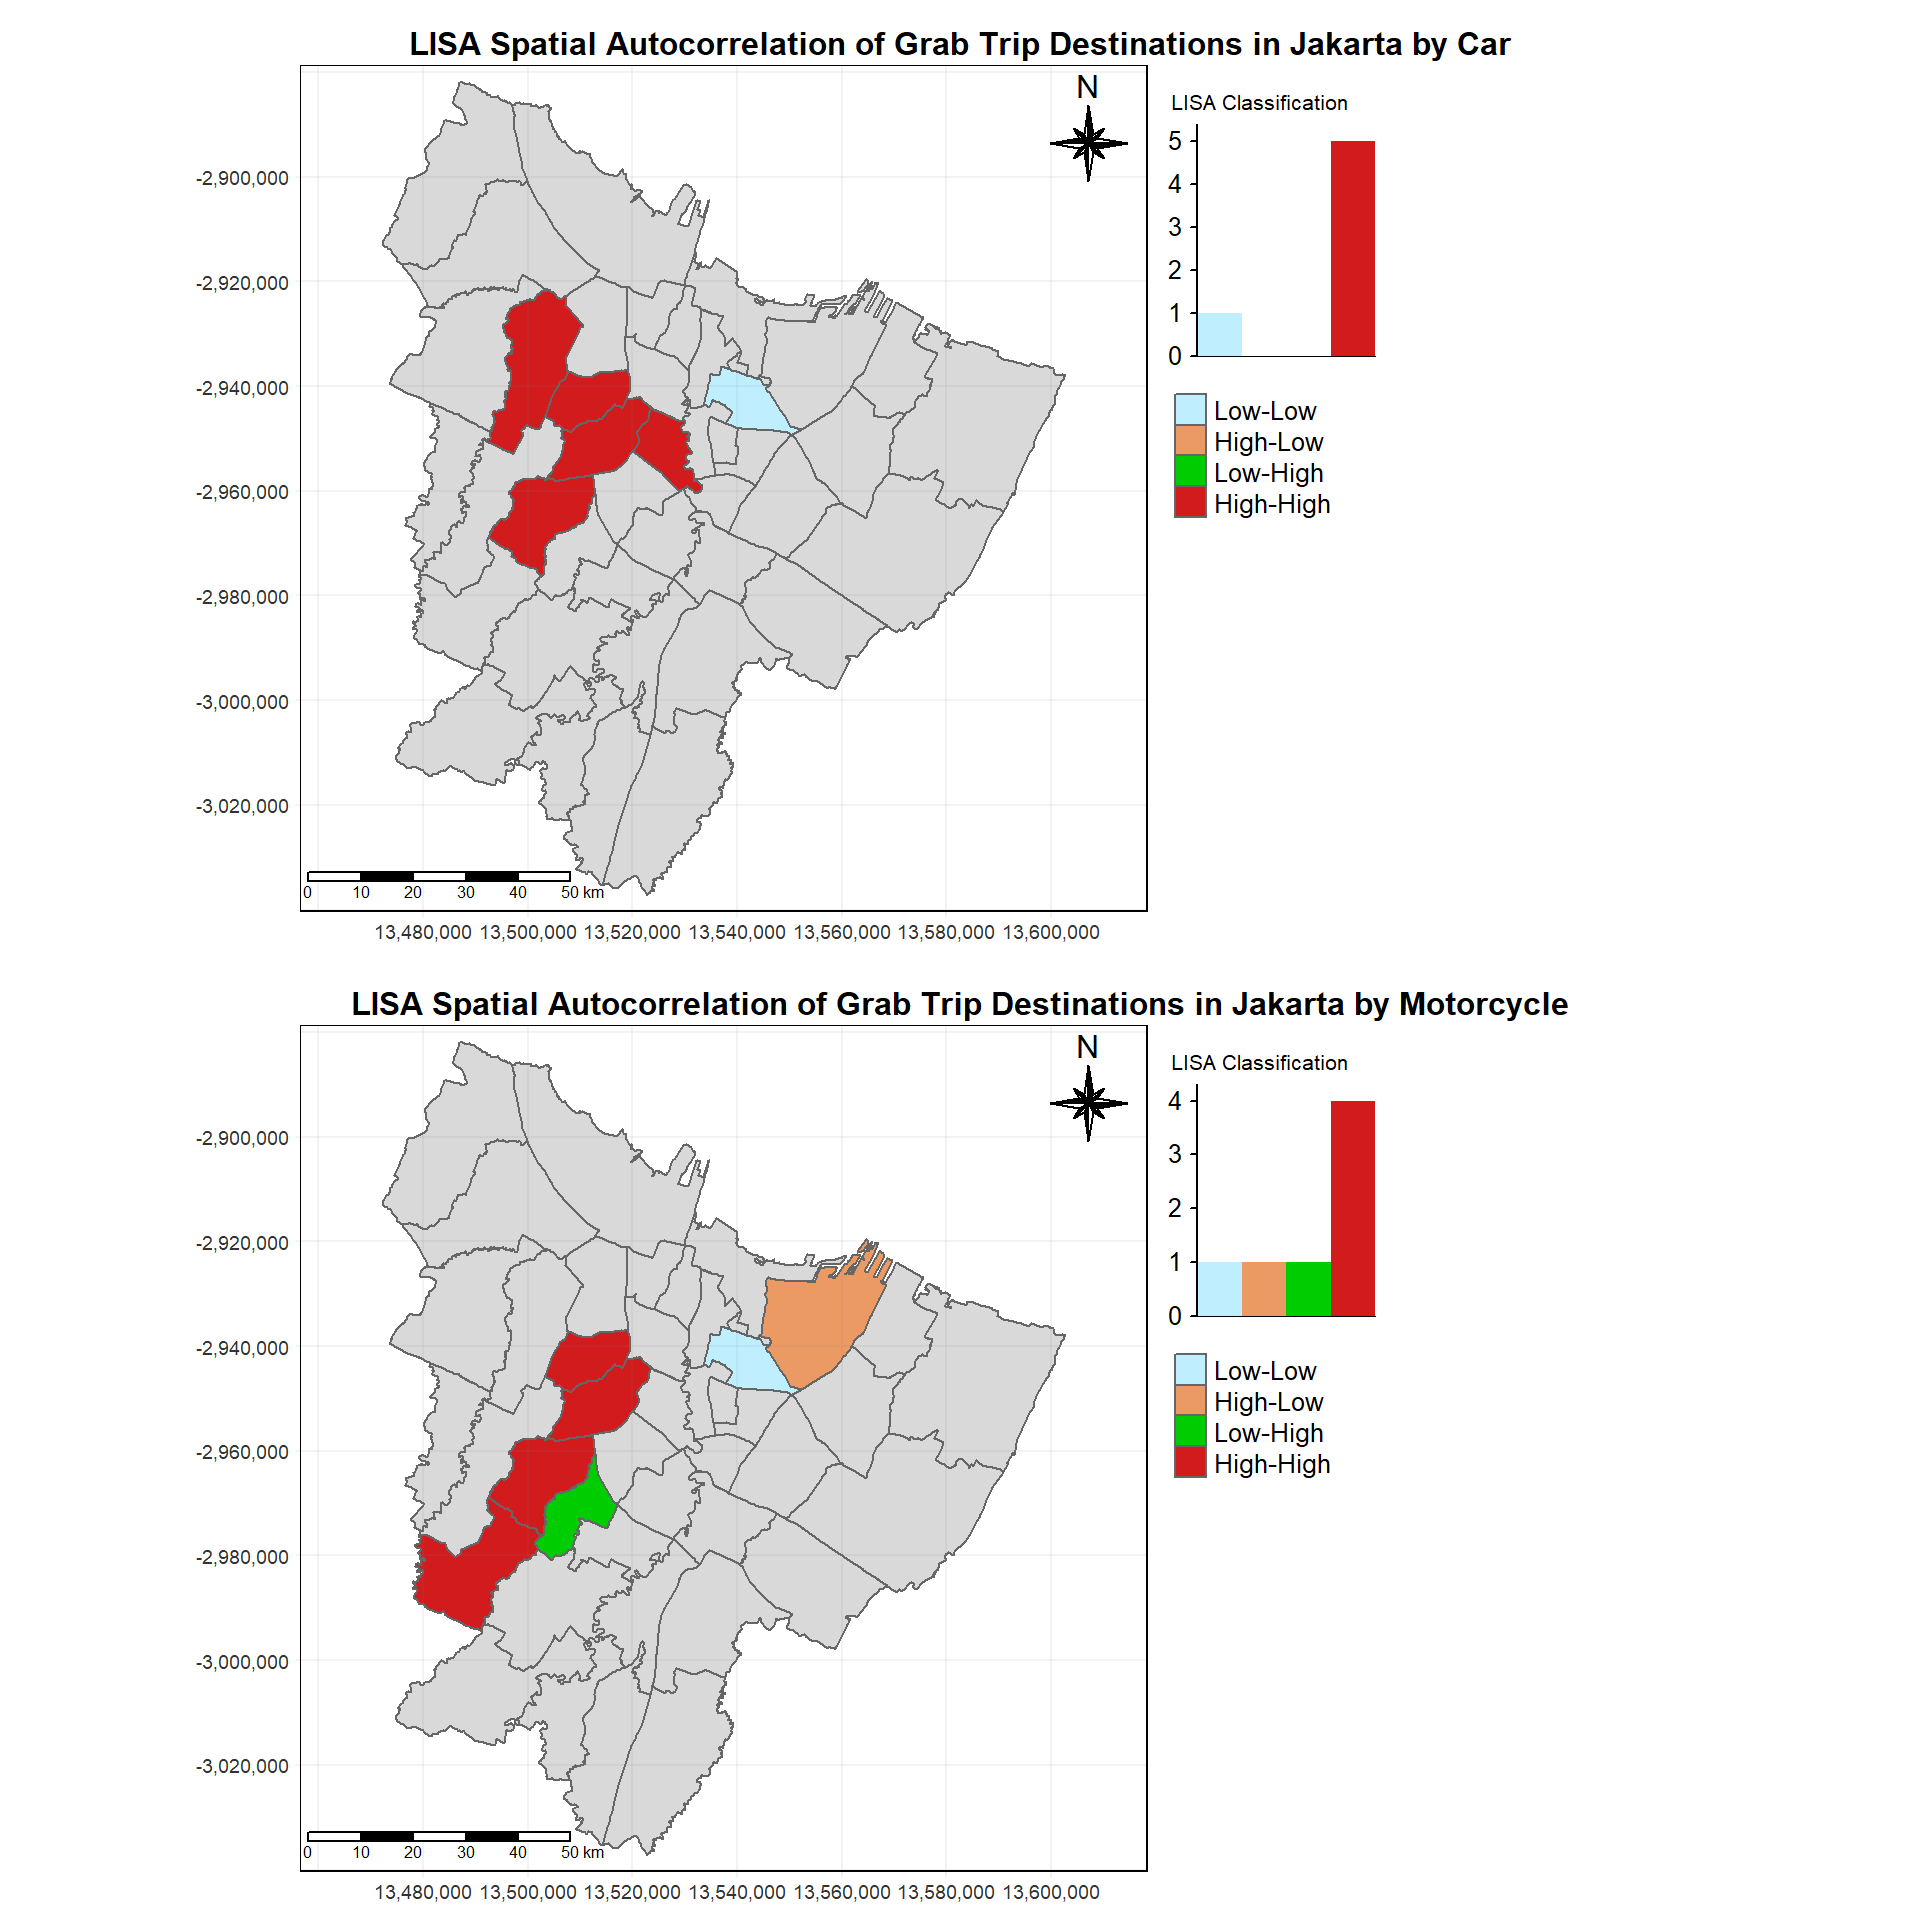 LISA Spatial Autocorrelation of Grab Trip Destinations in Jakarta by Car
N
LISA Classification
5
4
3
2
1
0
Low-Low
High-Low
Low-High
High-High
-2,900,000
-2,920,000
-2,940,000
-2,960,000
-2,980,000
-3,000,000
-3,020,000
0 10 20 30 40 50 km
13,480,000 13,500,000 13,520,000 13,540,000 13,560,000 13,580,000 13,600,000
LISA Spatial Autocorrelation of Grab Trip Destinations in Jakarta by Motorcycle
N
LISA Classification
4
3
2
1
0
Low-Low
High-Low
Low-High
High-High
-2,900,000
-2,920,000
-2,940,000
-2,960,000
-2,980,000
-3,000,000
-3,020,000
0 10 20 30 40 50 km
13,480,000 13,500,000 13,520,000 13,540,000 13,560,000 13,580,000 13,600,000